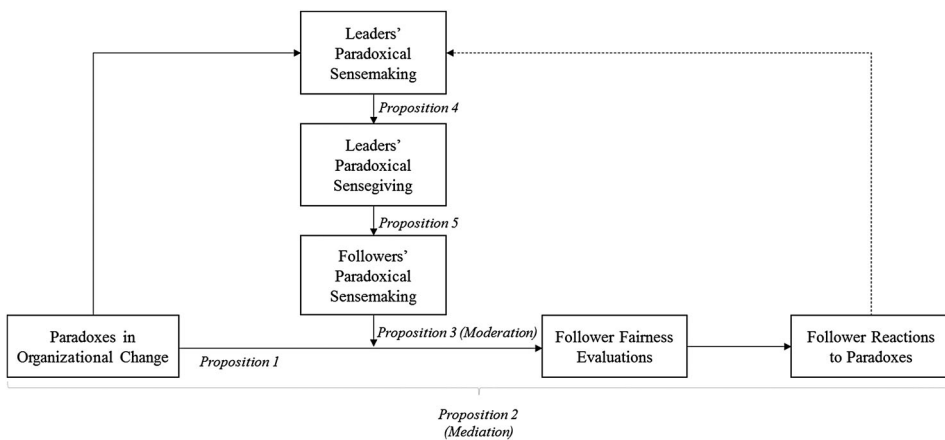 Leaders’
Paradoxical
Sensemaking
Proposition 4
Leaders’
Paradoxical
Sensegiving
Proposition 5
Followers’
Paradoxical
Sensemaking
Proposition 3 (Moderation)
Paradoxes in
Organizational Change
Proposition 1
Follower Fairness
Evaluations
Follower Reactions
to Paradoxes
Proposition 2
(Mediation)